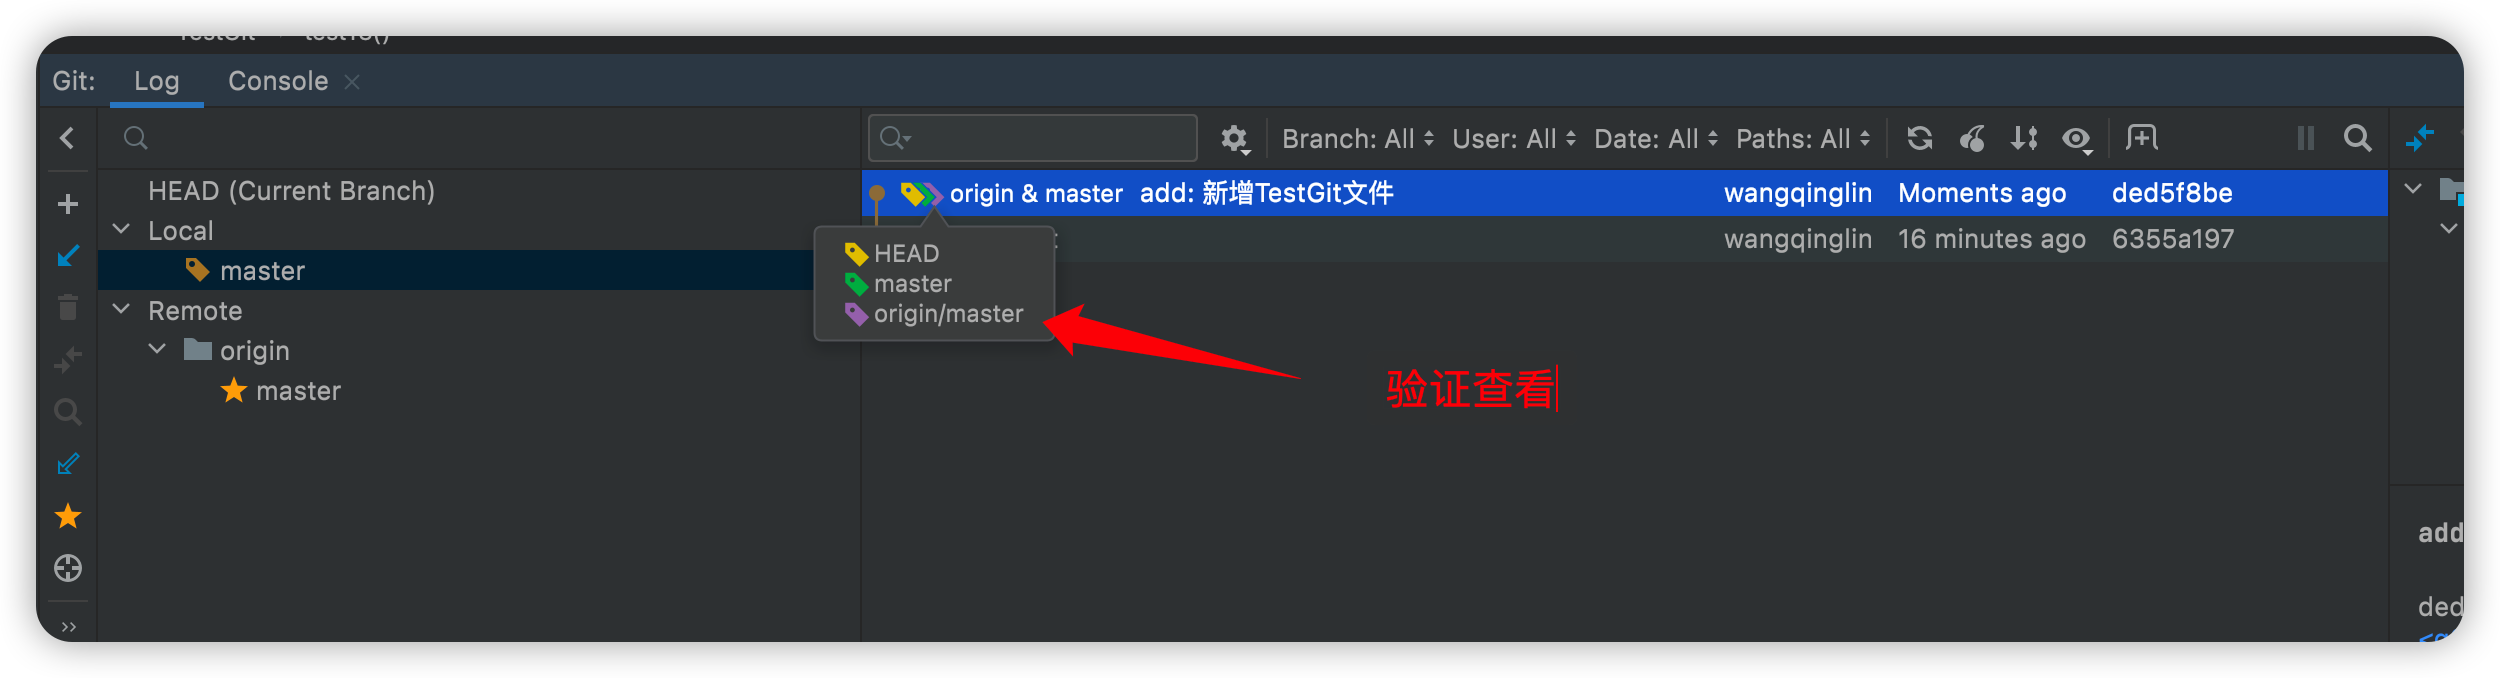 TestGit test18()
Git: Log Console
Branch: All User: All Date: All Paths: All
HEAD (Current Branch)
Local
master
Remote
origin
master
origin & master add: 新增TestGit文件 wangqinglin Moments ago ded5f8be
wangqinglin 16 minutes ago 6355a197
HEAD
master
origin/master
验证查看
add
ded